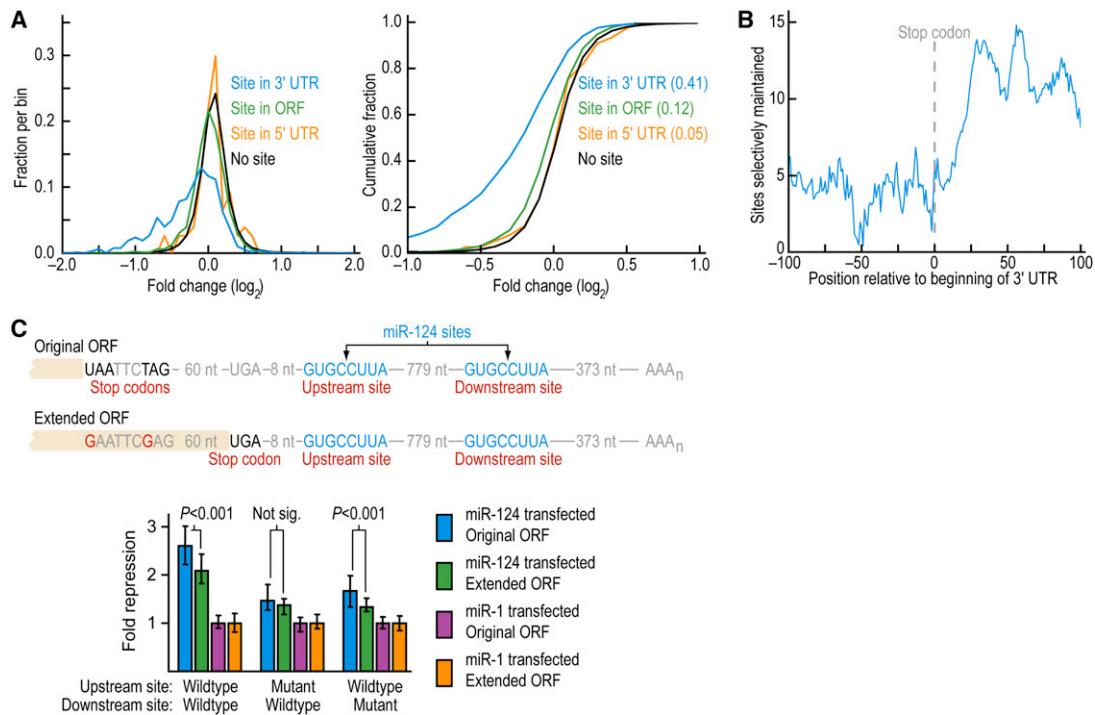 A
Fraction per bin
0.4
0.3
0.2
0.1
0.0
−2.0
−1.0
0.0
1.0
2.0
Fold change (log2)
Site in 3' UTR
Site in ORF
Site in 5' UTR
No site
Cumulative fraction
1.0
0.8
0.6
0.4
0.2
0.0
−1.0
−0.5
0.0
0.5
1.0
Fold change (log2)
Site in 3' UTR (0.41)
Site in ORF (0.12)
Site in 5' UTR (0.05)
No site
B
Sites selectively maintained
15
10
5
0
Stop codon
−100
−50
0
50
100
Position relative to beginning of 3' UTR
C
miR-124 sites
Original ORF
UAATTCTAG – 60 nt –UGA –8 nt– GUGCCUUA — 779 nt — GUGCCUUA — 373 nt — AAAn
Stop codons Upstream site Downstream site
Extended ORF
GAATTCGAG 60 nt UGA –8 nt– GUGCCUUA — 779 nt — GUGCCUUA — 373 nt — AAAn
Stop codon Upstream site Downstream site
Fold repression
3
2
1
P<0.001
Not sig.
P<0.001
Upstream site: Wildtype Mutant Wildtype
Downstream site: Wildtype Wildtype Mutant
miR-124 transfected
Original ORF
miR-124 transfected
Extended ORF
miR-1 transfected
Original ORF
miR-1 transfected
Extended ORF